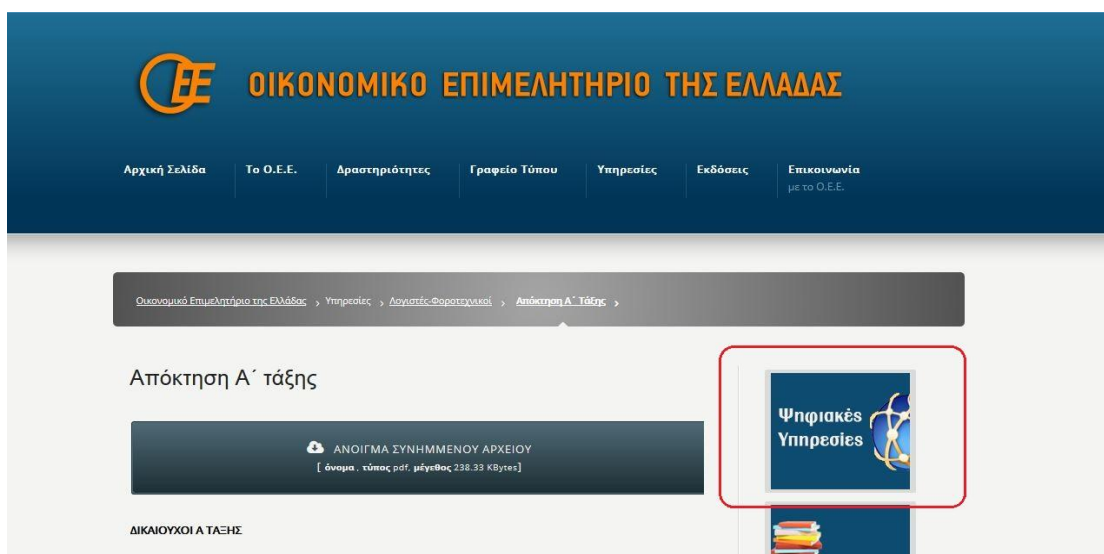 ΟΕΕ ΟΙΚΟΝΟΜΙΚΟ ΕΠΙΜΕΛΗΤΗΡΙΟ ΤΗΣ ΕΛΛΑΔΑΣ
Αρχική Σελίδα Το Ο.Ε.Ε. Δραστηριότητες Γραφείο Τύπου Υπηρεσίες Εκδόσεις Επικοινωνία
με το Ο.Ε.Ε.
Οικονομικό Επιμελητήριο της Ελλάδας › Υπηρεσίες › Λογιστές-Φοροτεχνικοί › Απόκτηση Α΄ Τάξης ›
Απόκτηση Α΄ τάξης
ΑΝΟΙΓΜΑ ΣΥΝΗΜΜΕΝΟΥ ΑΡΧΕΙΟΥ
[ όνομα , τύπος pdf, μέγεθος 238.33 KBytes]
ΔΙΚΑΙΟΥΧΟΙ Α ΤΑΞΗΣ
Ψηφιακές
Υπηρεσίες